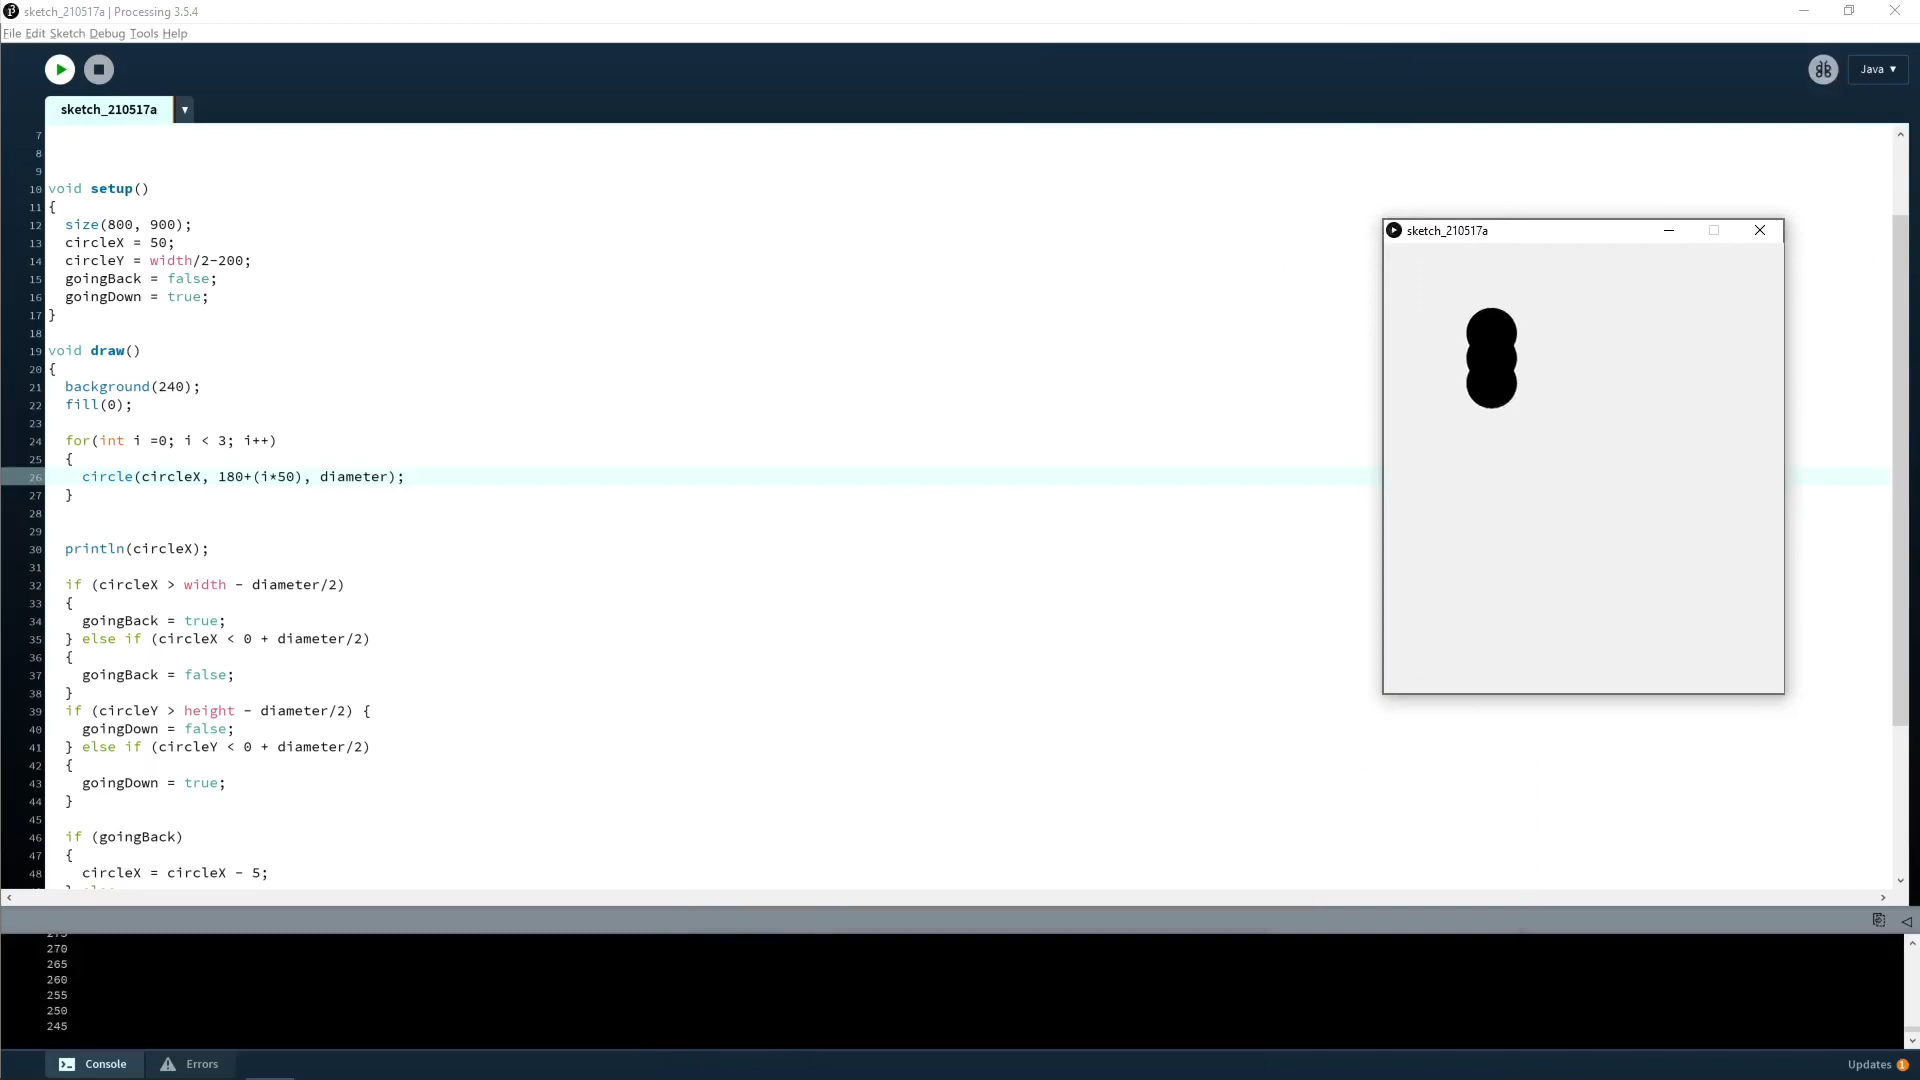 sketch_210517a | Processing 3.5.4
File Edit Sketch Debug Tools Help
Java ▼
sketch_210517a ▼
7
8
9
10 void setup()
11 {
12   size(800, 900);
13   circleX = 50;
14   circleY = width/2-200;
15   goingBack = false;
16   goingDown = true;
17 }
18
19 void draw()
20 {
21   background(240);
22   fill(0);
23
24   for(int i =0; i < 3; i++)
25   {
26     circle(circleX, 180+(i*50), diameter);
27   }
28
29
30   println(circleX);
31
32   if (circleX > width - diameter/2)
33   {
34     goingBack = true;
35   } else if (circleX < 0 + diameter/2)
36   {
37     goingBack = false;
38   }
39   if (circleY > height - diameter/2) {
40     goingDown = false;
41   } else if (circleY < 0 + diameter/2)
42   {
43     goingDown = true;
44   }
45
46   if (goingBack)
47   {
48     circleX = circleX - 5;
} else
sketch_210517a
275
270
265
260
255
250
245
Console
Errors
Updates 1